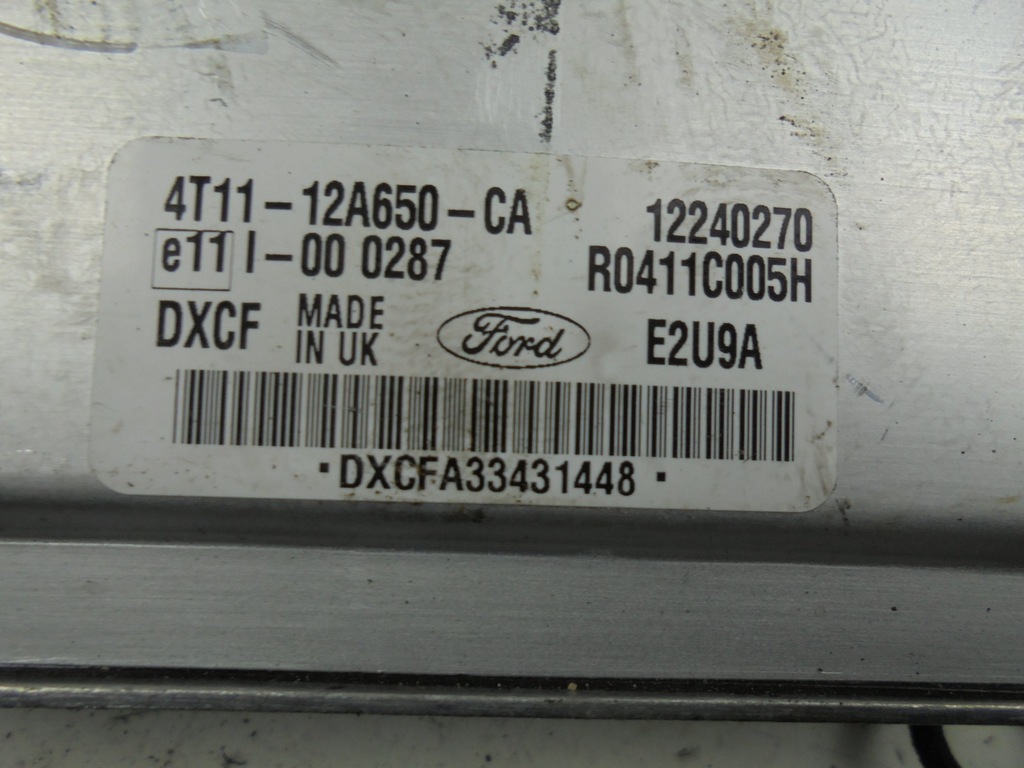 4T11-12A650-CA 12240270
e11 I-00 0287 R0411C005H
DXCF MADE IN UK Ford E2U9A
·DXCFA33431448·